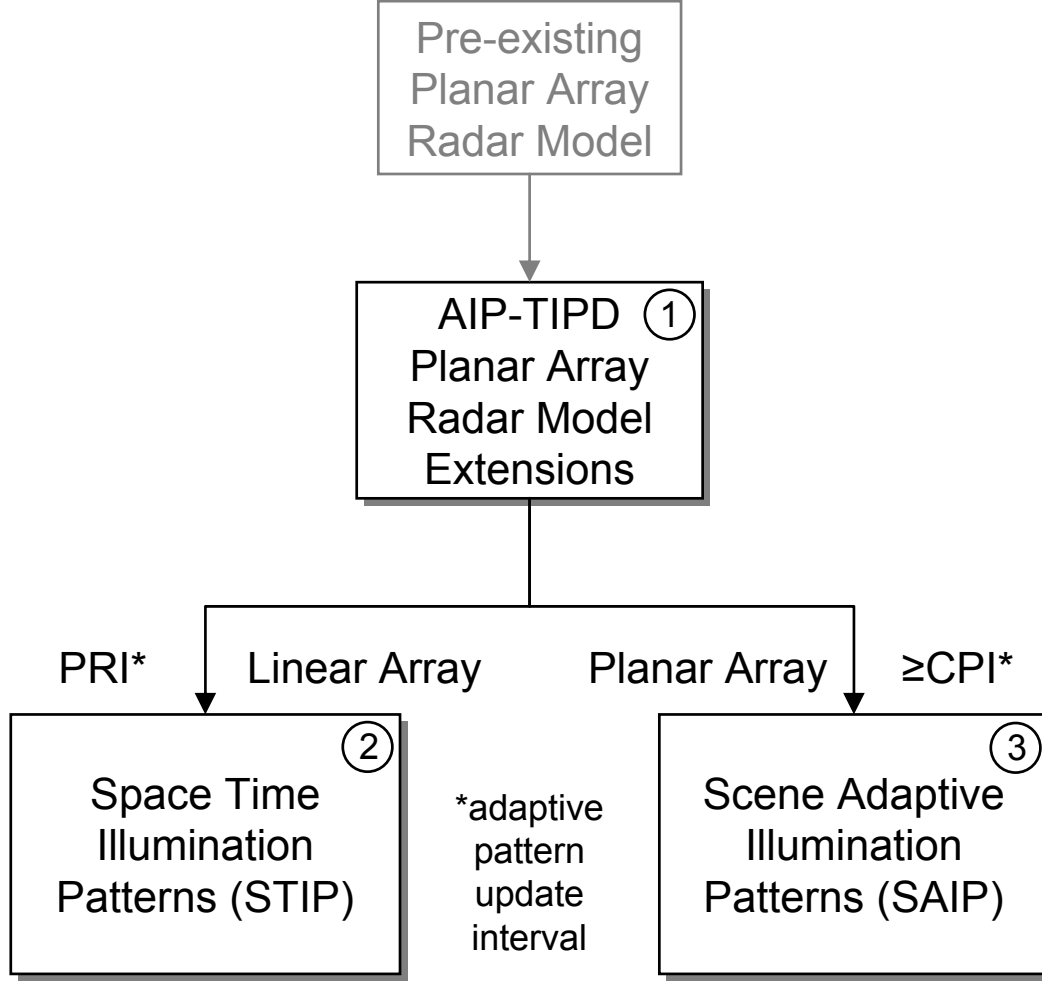 Pre-existing
Planar Array
Radar Model
AIP-TIPD 1
Planar Array
Radar Model
Extensions
PRI* Linear Array Planar Array ≥CPI*
2
Space Time
Illumination
Patterns (STIP)
*adaptive
pattern
update
interval
3
Scene Adaptive
Illumination
Patterns (SAIP)